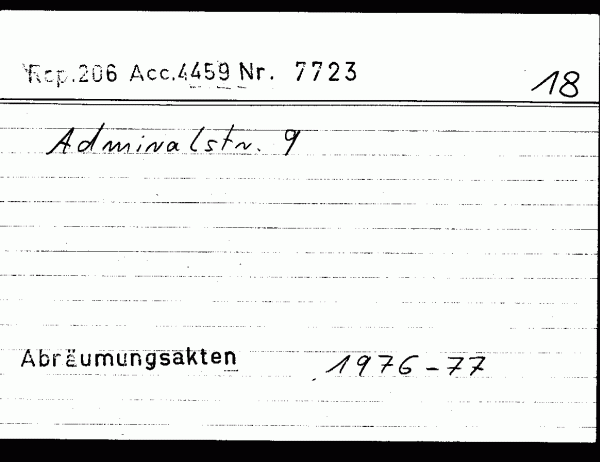 Rep.206 Acc.4459 Nr. 7723
18
Admiralstr. 9
Abräumungsakten 1976-77